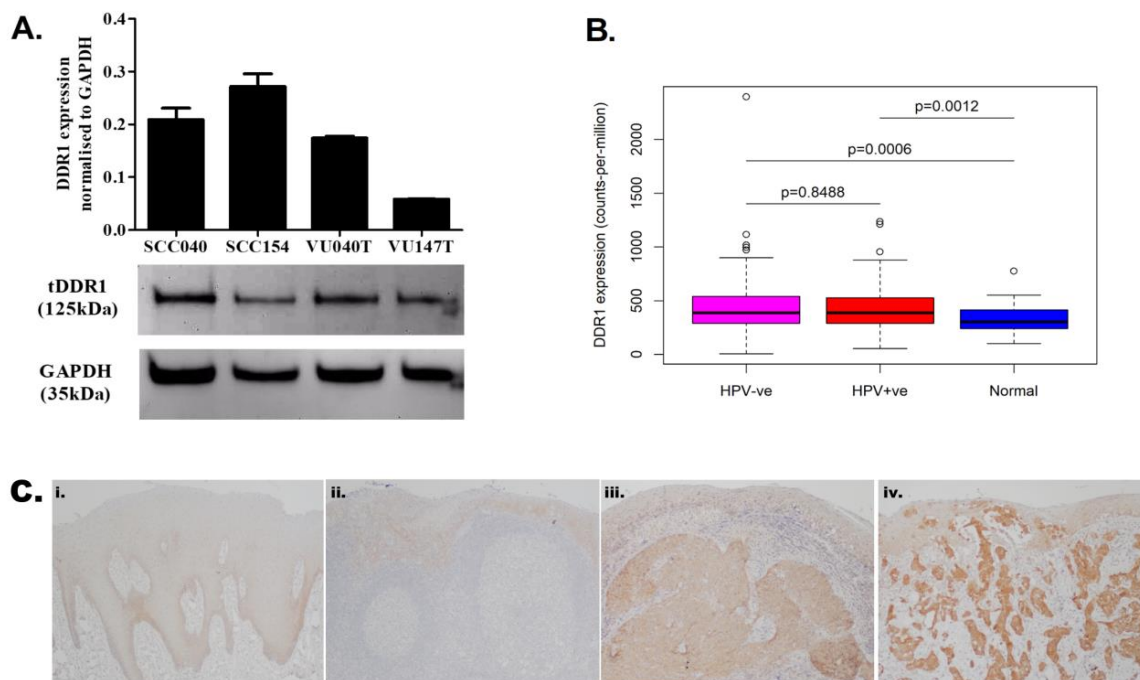 A.
DDR1 expression
normalised to GAPDH
0.4
0.3
0.2
0.1
0.0
SCC040 SCC154 VU040T VU147T
tDDR1
(125kDa)
GAPDH
(35kDa)
B.
DDR1 expression (counts-per-million)
2000
1500
1000
500
0
p=0.0012
p=0.0006
p=0.8488
HPV-ve HPV+ve Normal
C.
i.
ii.
iii.
iv.